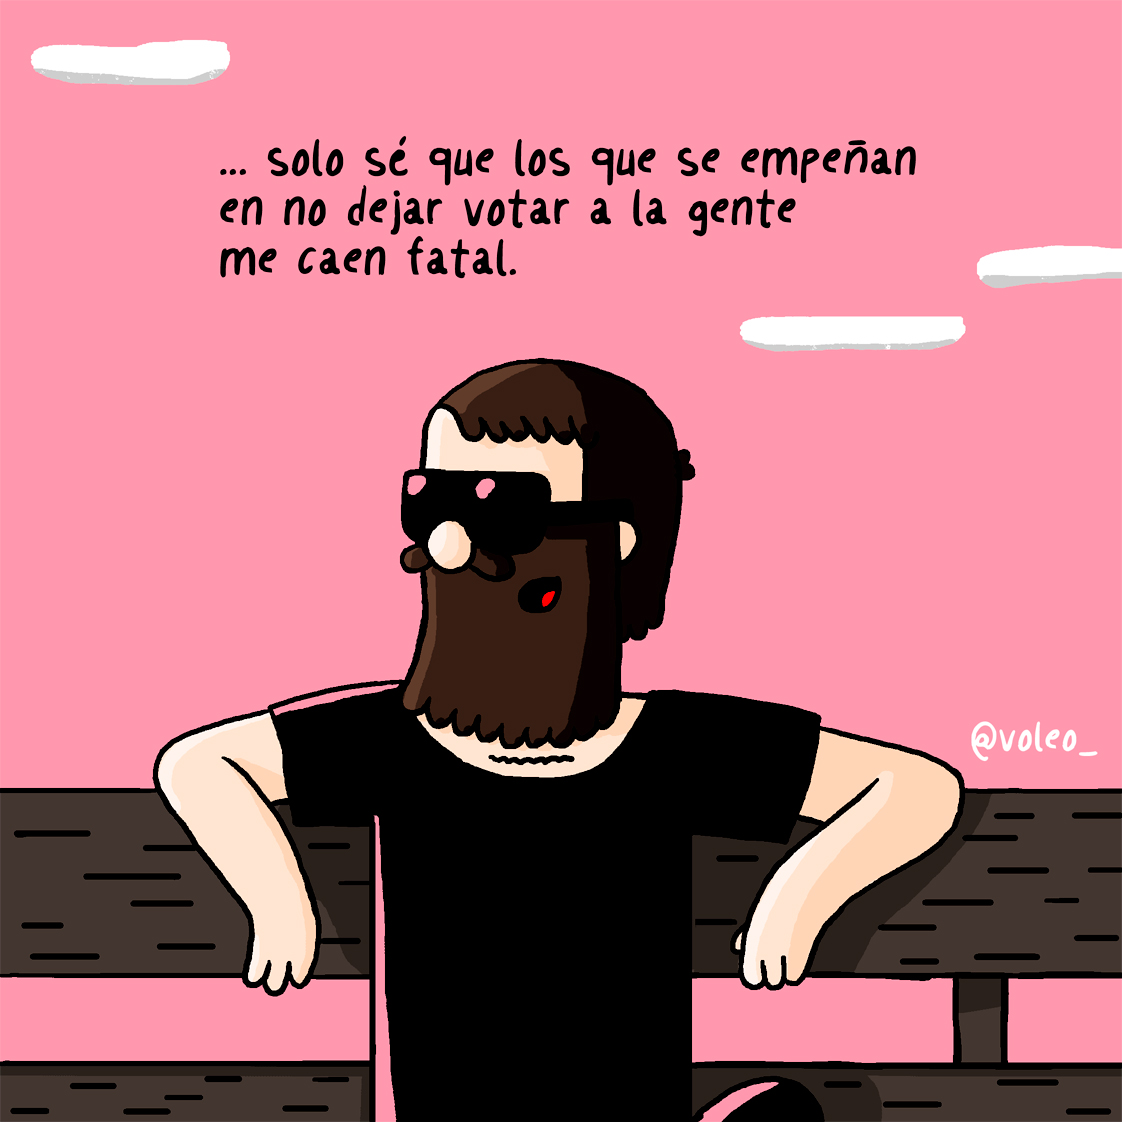 ... solo sé que los que se empeñan
en no dejar votar a la gente
me caen fatal.
@voleo_